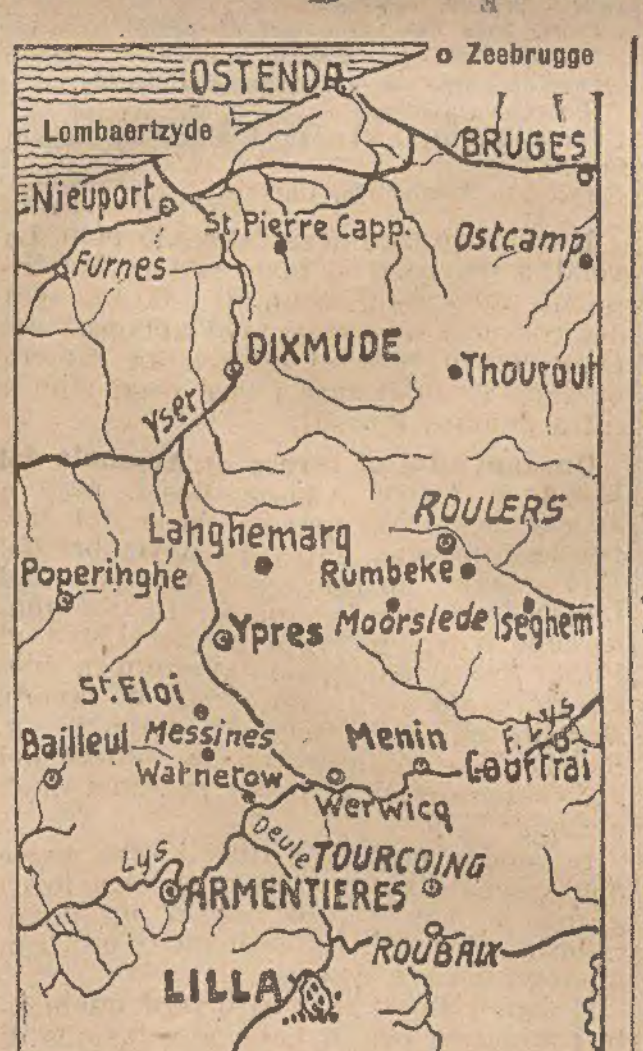 Zeebrugge
OSTENDA
Lombaertzyde
BRUGES
Nieuport
St. Pierre Capp.
Ostcamp
Furnes
DIXMUDE
Thourout
Yser
ROULERS
Langhemarq
Poperinghe
Rumbeke
Ypres
Moorslede
Iseghem
St. Eloi
F. Lys
Bailleul
Messines
Menin
Courtrai
Warnetow
Werwicq
Deule
Lys
TOURCOING
ARMENTIERES
ROUBAIX
LILLA